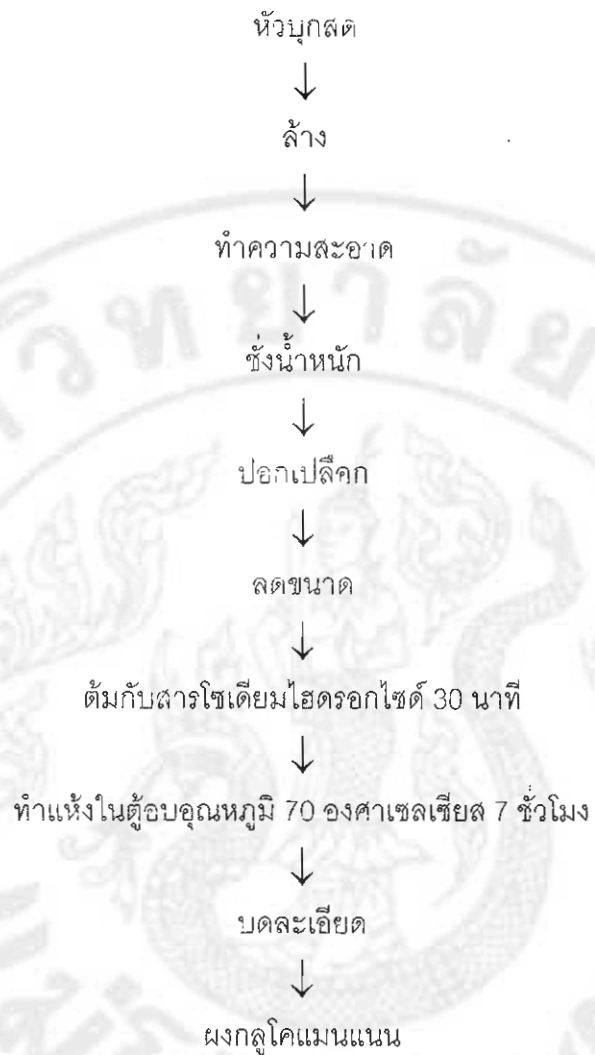 หัวบุกสด
↓
ล้าง
↓
ทำความสะอาด
↓
ชั่งน้ำหนัก
↓
ปอกเปลือก
↓
ลดขนาด
↓
ต้มกับสารโซเดียมไฮดรอกไซด์ 30 นาที
↓
ทำแห้งในตู้อบอุณหภูมิ 70 องศาเซลเซียส 7 ชั่วโมง
↓
บดละเอียด
↓
ผงกลูโคแมนแนน